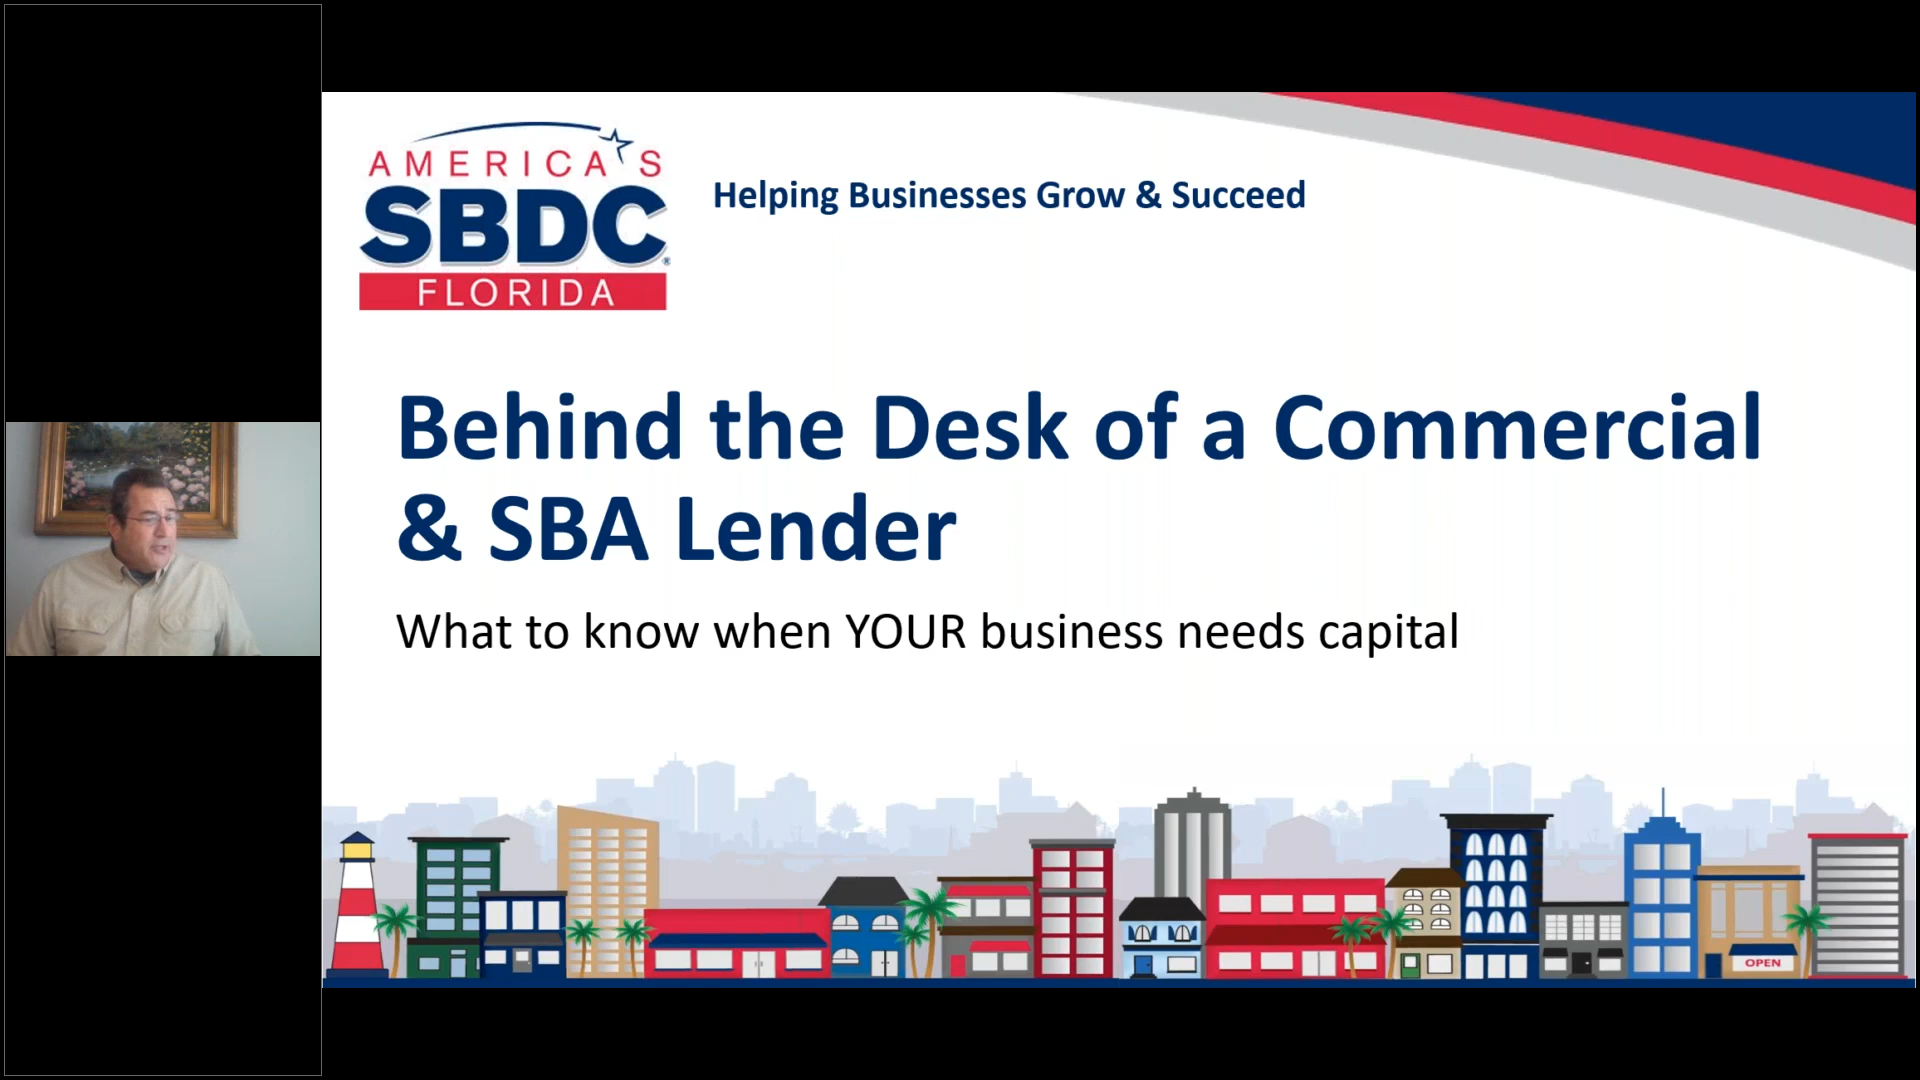 AMERICA'S
SBDC®
FLORIDA
Helping Businesses Grow & Succeed
Behind the Desk of a Commercial
& SBA Lender
What to know when YOUR business needs capital
OPEN